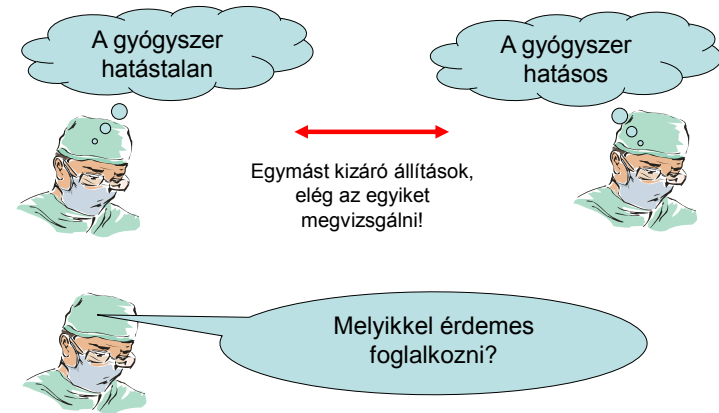 A gyógyszer
hatástalan
A gyógyszer
hatásos
Egymást kizáró állítások,
elég az egyiket
megvizsgálni!
Melyikkel érdemes
foglalkozni?